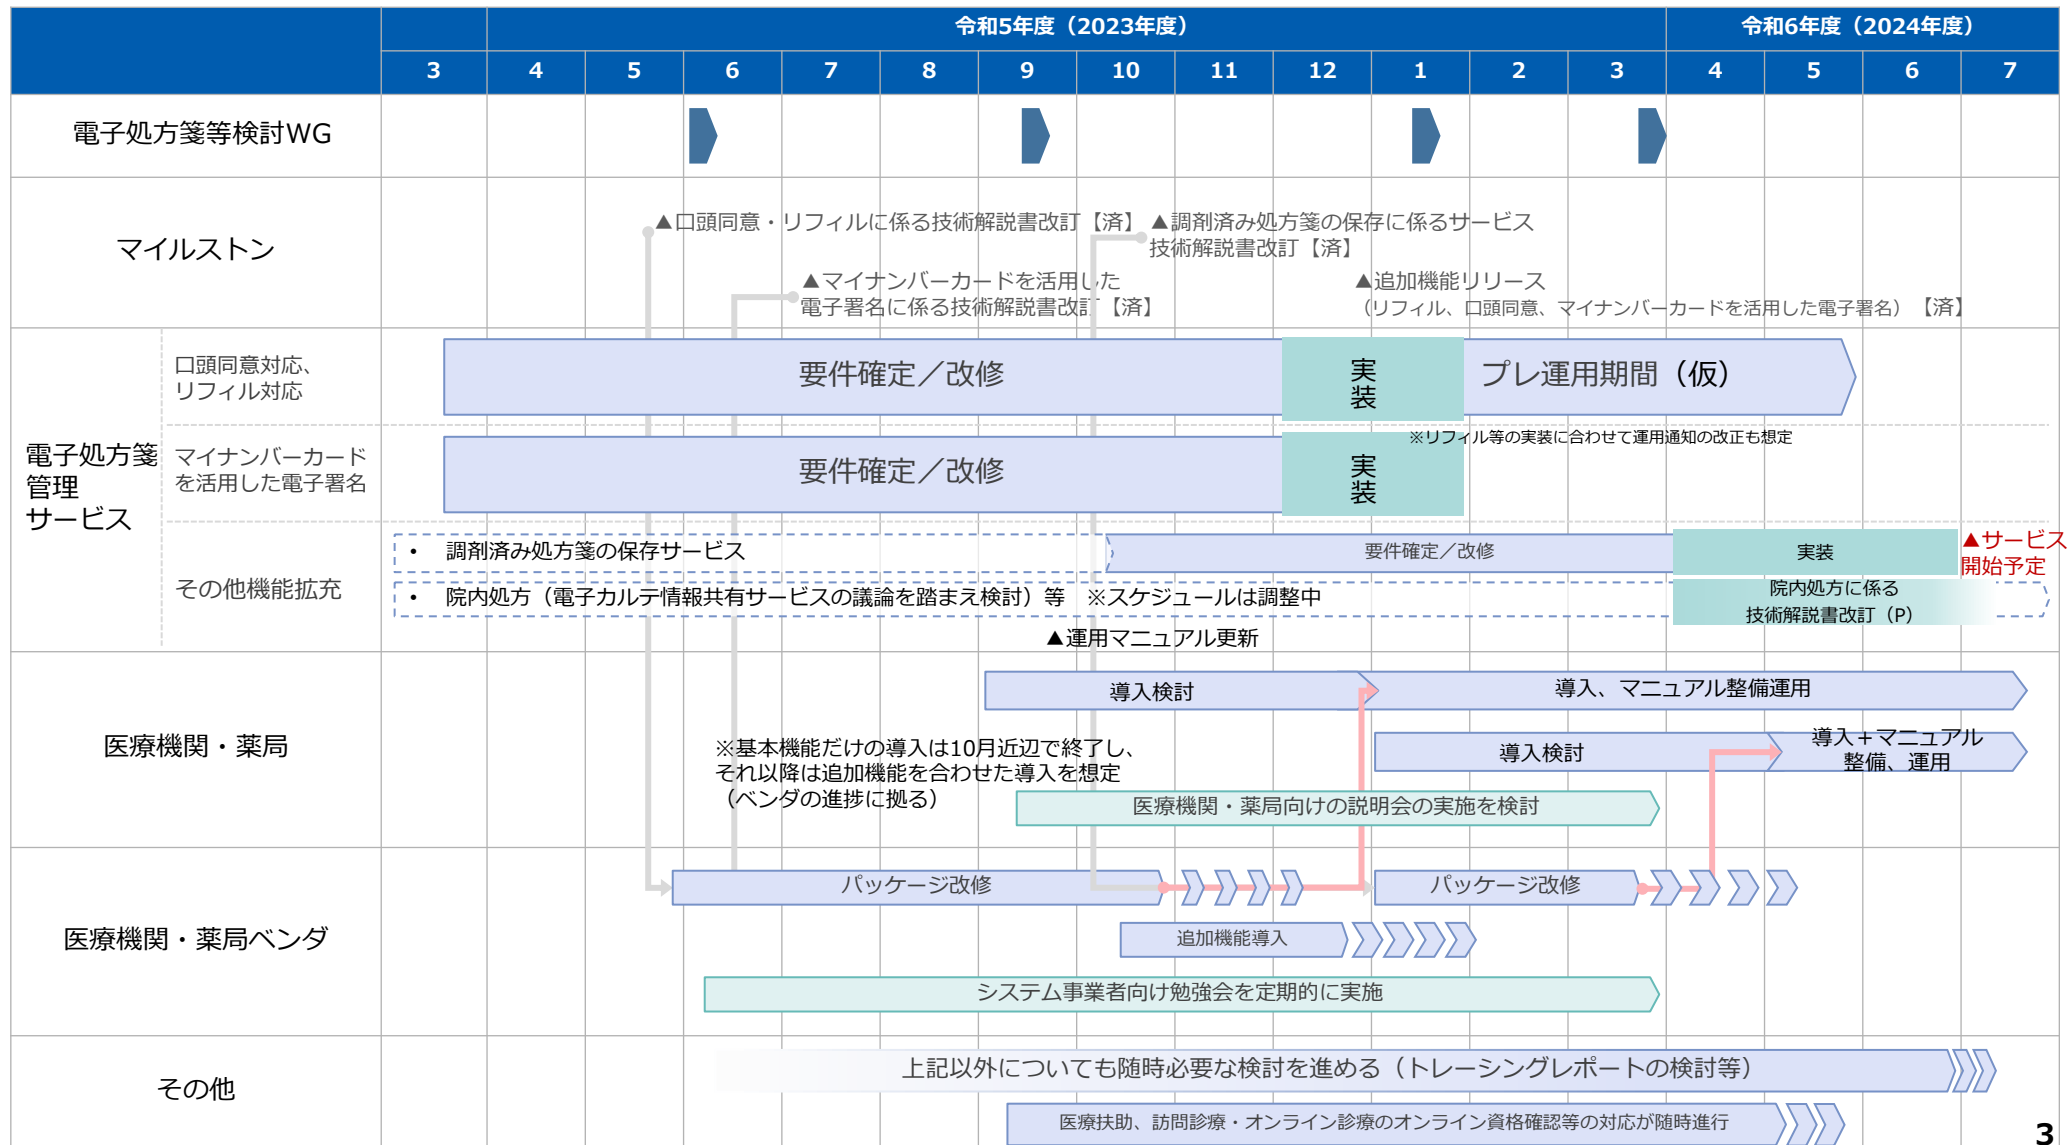 令和5年度（2023年度）
令和6年度（2024年度）
3 4 5 6 7 8 9 10 11 12 1 2 3 4 5 6 7
電子処方箋等検討WG
マイルストン
▲口頭同意・リフィルに係る技術解説書改訂【済】
▲調剤済み処方箋の保存に係るサービス
技術解説書改訂【済】
▲マイナンバーカードを活用した
電子署名に係る技術解説書改訂【済】
▲追加機能リリース
（リフィル、口頭同意、マイナンバーカードを活用した電子署名）【済】
電子処方箋
管理
サービス
口頭同意対応、
リフィル対応
要件確定／改修
実
装
プレ運用期間（仮）
※リフィル等の実装に合わせて運用通知の改正も想定
マイナンバーカード
を活用した電子署名
要件確定／改修
実
装
その他機能拡充
• 調剤済み処方箋の保存サービス
要件確定／改修
実装
▲サービス
開始予定
• 院内処方（電子カルテ情報共有サービスの議論を踏まえ検討）等 ※スケジュールは調整中
院内処方に係る
技術解説書改訂（P）
▲運用マニュアル更新
医療機関・薬局
導入検討
導入、マニュアル整備運用
導入検討
導入＋マニュアル
整備、運用
※基本機能だけの導入は10月近辺で終了し、
それ以降は追加機能を合わせた導入を想定
（ベンダの進捗に拠る）
医療機関・薬局向けの説明会の実施を検討
医療機関・薬局ベンダ
パッケージ改修
パッケージ改修
追加機能導入
システム事業者向け勉強会を定期的に実施
その他
上記以外についても随時必要な検討を進める（トレーシングレポートの検討等）
医療扶助、訪問診療・オンライン診療のオンライン資格確認等の対応が随時進行
3